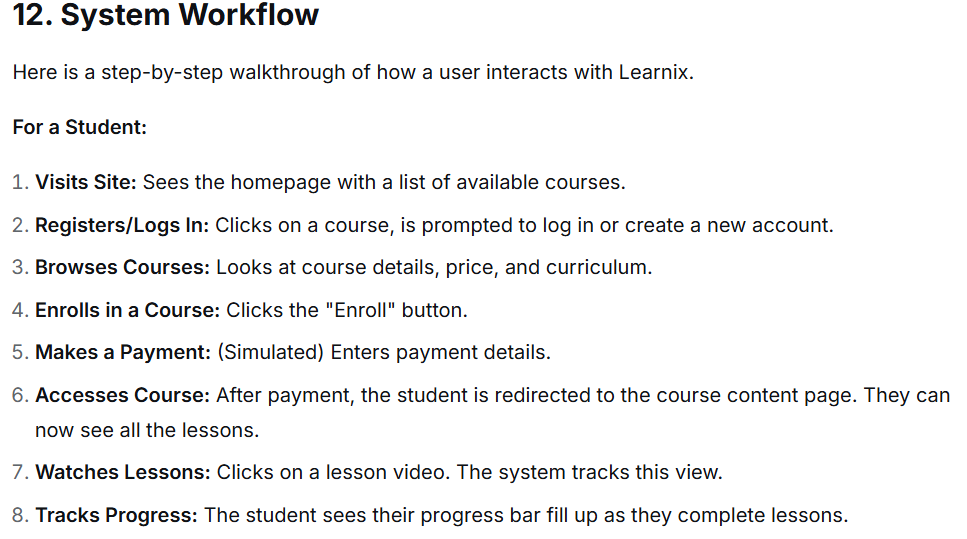 12. System Workflow
Here is a step-by-step walkthrough of how a user interacts with Learnix.
For a Student:
1. Visits Site: Sees the homepage with a list of available courses.
2. Registers/Logs In: Clicks on a course, is prompted to log in or create a new account.
3. Browses Courses: Looks at course details, price, and curriculum.
4. Enrolls in a Course: Clicks the "Enroll" button.
5. Makes a Payment: (Simulated) Enters payment details.
6. Accesses Course: After payment, the student is redirected to the course content page. They can
now see all the lessons.
7. Watches Lessons: Clicks on a lesson video. The system tracks this view.
8. Tracks Progress: The student sees their progress bar fill up as they complete lessons.